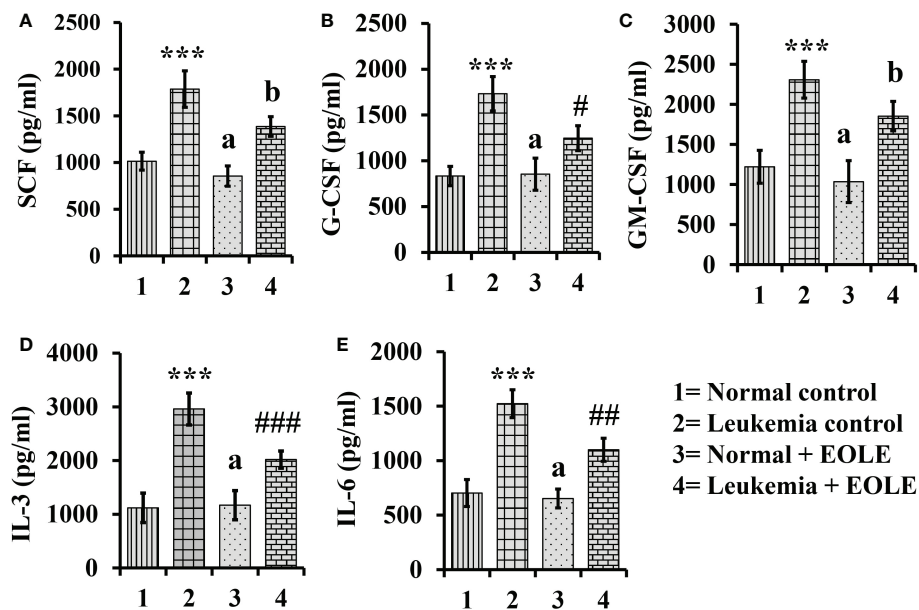 A
SCF (pg/ml)
2500
2000
1500
1000
500
0
***
a
b
1 2 3 4
B
G-CSF (pg/ml)
2500
2000
1500
1000
500
0
***
a
#
1 2 3 4
C
GM-CSF (pg/ml)
3000
2500
2000
1500
1000
500
0
***
a
b
1 2 3 4
D
IL-3 (pg/ml)
4000
3000
2000
1000
0
***
a
###
1 2 3 4
E
IL-6 (pg/ml)
2000
1500
1000
500
0
***
a
##
1 2 3 4
1= Normal control
2= Leukemia control
3= Normal + EOLE
4= Leukemia + EOLE